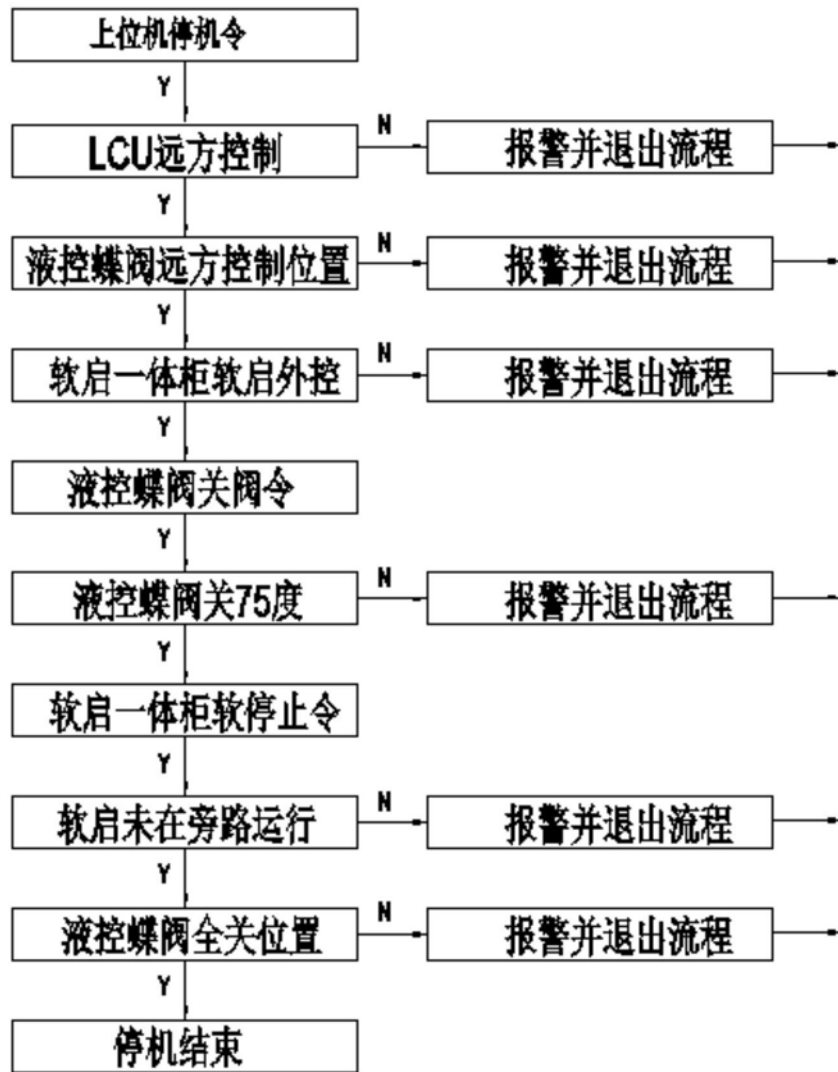 上位机停机令
Y
LCU远方控制
N
报警并退出流程
Y
液控蝶阀远方控制位置
N
报警并退出流程
Y
软启一体柜软启外控
N
报警并退出流程
Y
液控蝶阀关阀令
Y
液控蝶阀关75度
N
报警并退出流程
Y
软启一体柜软停止令
Y
软启未在旁路运行
N
报警并退出流程
Y
液控蝶阀全关位置
N
报警并退出流程
Y
停机结束